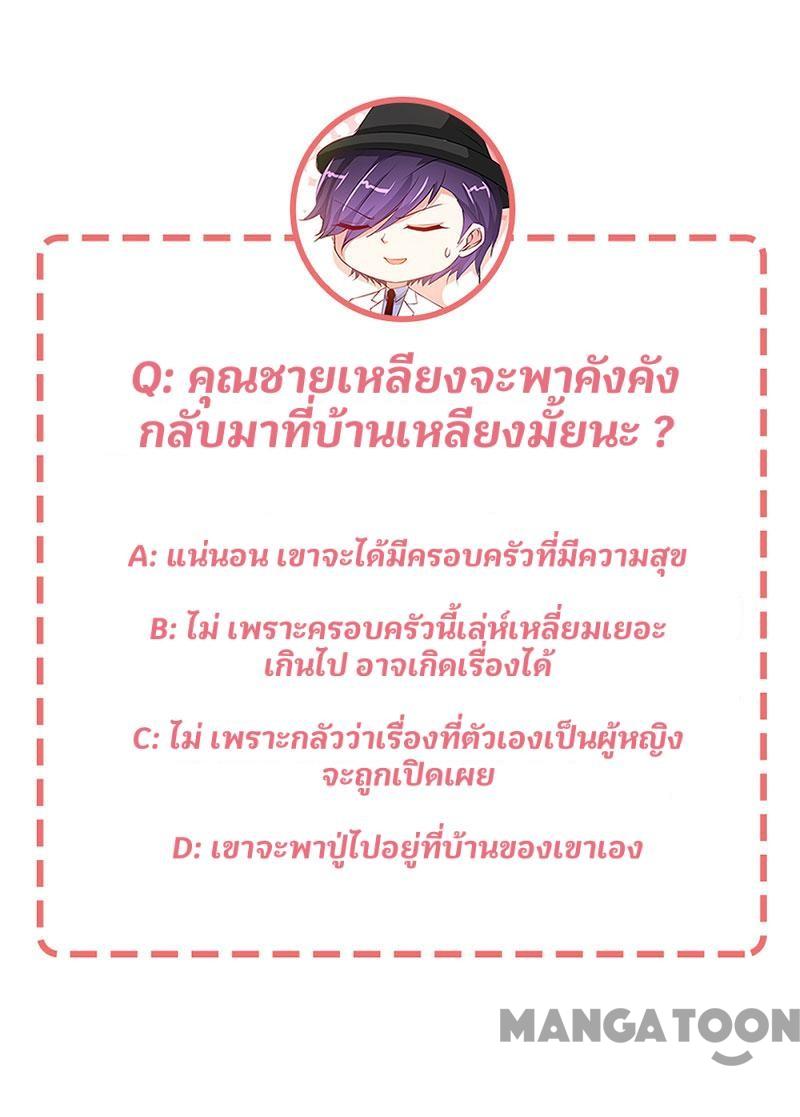 Q: คุณชายเหลียงจะพาคังคัง
กลับมาที่บ้านเหลียงมั้ยนะ ?
A: แน่นอน เขาจะได้มีครอบครัวที่มีความสุข
B: ไม่ เพราะครอบครัวนี้เล่ห์เหลี่ยมเยอะ
เกินไป อาจเกิดเรื่องได้
C: ไม่ เพราะกลัวว่าเรื่องที่ตัวเองเป็นผู้หญิง
จะถูกเปิดเผย
D: เขาจะพาปู่ไปอยู่ที่บ้านของเขาเอง
MANGATOON